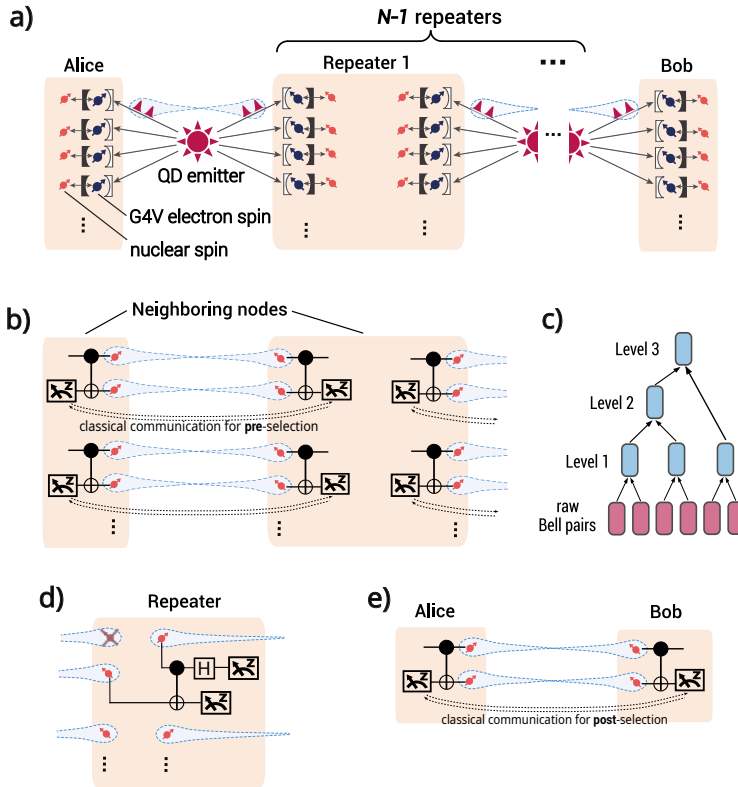 a)
N-1 repeaters
Alice
Repeater 1
...
Bob
...
QD emitter
G4V electron spin
nuclear spin
...
...
...
b)
Neighboring nodes
Z
Z
Z
classical communication for pre-selection
Z
Z
Z
...
...
c)
Level 3
Level 2
Level 1
raw
Bell pairs
d)
Repeater
H
Z
Z
...
...
e)
Alice
Bob
Z
Z
classical communication for post-selection